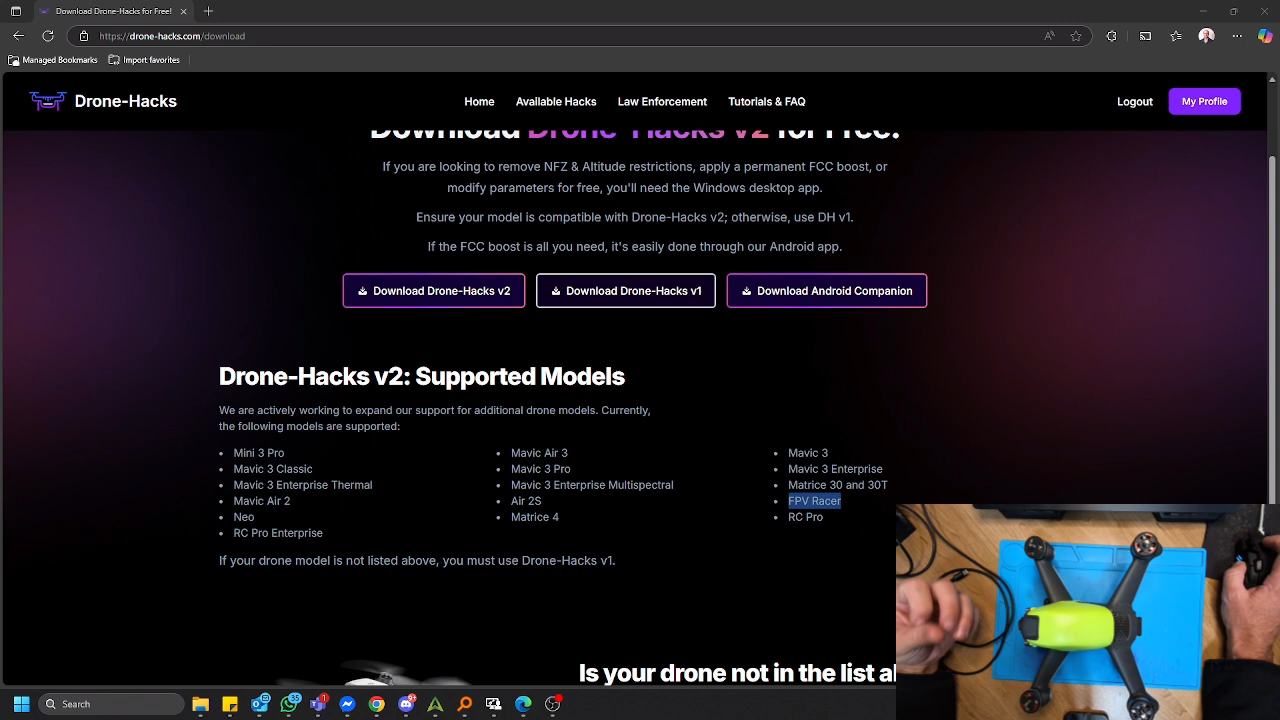 Download Drone-Hacks for Free!
https://drone-hacks.com/download
Managed Bookmarks
Import favorites
Drone-Hacks
Home
Available Hacks
Law Enforcement
Tutorials & FAQ
Logout
My Profile
Download Drone-Hacks v2 for Free!
If you are looking to remove NFZ & Altitude restrictions, apply a permanent FCC boost, or
modify parameters for free, you'll need the Windows desktop app.
Ensure your model is compatible with Drone-Hacks v2; otherwise, use DH v1.
If the FCC boost is all you need, it's easily done through our Android app.
Download Drone-Hacks v2
Download Drone-Hacks v1
Download Android Companion
Drone-Hacks v2: Supported Models
We are actively working to expand our support for additional drone models. Currently,
the following models are supported:
Mini 3 Pro
Mavic Air 3
Mavic 3
Mavic 3 Classic
Mavic 3 Pro
Mavic 3 Enterprise
Mavic 3 Enterprise Thermal
Mavic 3 Enterprise Multispectral
Matrice 30 and 30T
Mavic Air 2
Air 2S
FPV Racer
Neo
Matrice 4
RC Pro
RC Pro Enterprise
If your drone model is not listed above, you must use Drone-Hacks v1.
Is your drone not in the list a
Search